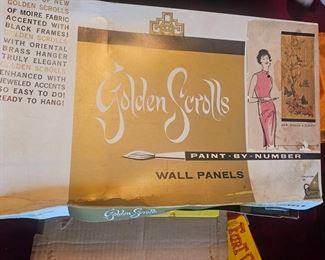 OF NEW
GOLDEN SCROLLS
OF MOIRE FABRIC
ACCENTED WITH
BLACK FRAMES!
GOLDEN SCROLLS
WITH ORIENTAL
BRASS HANGER
TRULY ELEGANT
GOLDEN SCROLLS
ENHANCED WITH
JEWELED ACCENTS
SO EASY TO DO!
READY TO HANG!
Golden Scrolls
PAINT-BY-NUMBER
WALL PANELS
Golden Scrolls